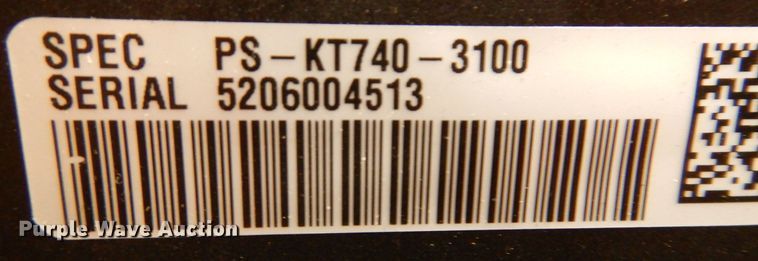 SPEC PS-KT740-3100
SERIAL 5206004513
Purple Wave Auction